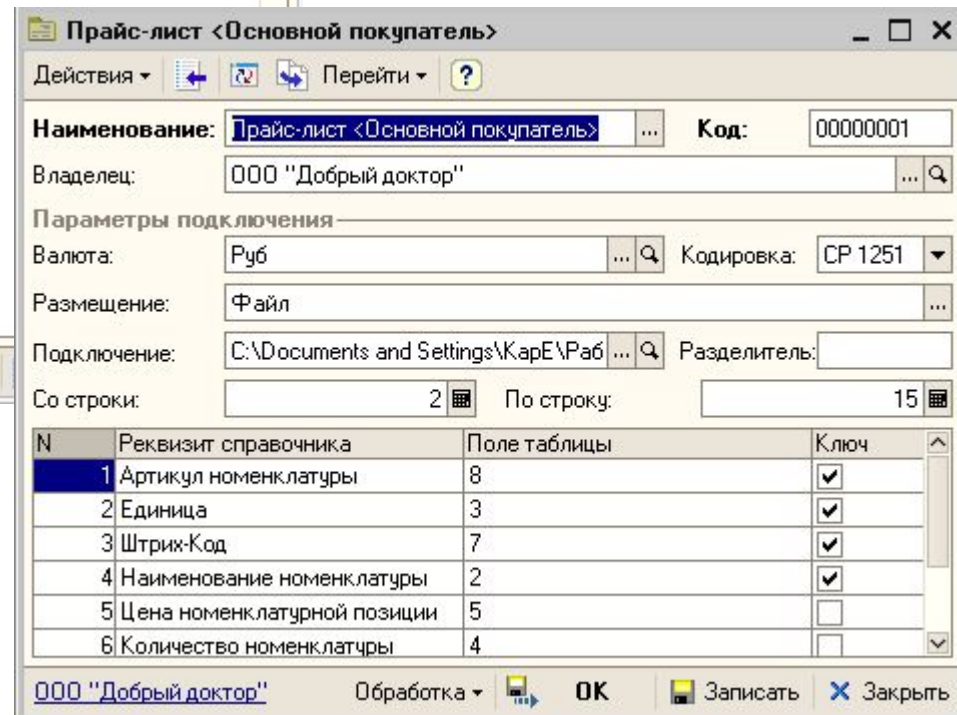 Прайс-лист <Основной покупатель>
Действия Перейти ?
Наименование: Прайс-лист <Основной покупатель> ... Код: 00000001
Владелец: ООО "Добрый доктор" ...
Параметры подключения
Валюта: Руб ... Кодировка: CP 1251
Размещение: Файл ...
Подключение: C:\Documents and Settings\KapE\Раб ... Разделитель:
Со строки: 2 По строку: 15
N Реквизит справочника Поле таблицы Ключ
1 Артикул номенклатуры 8
2 Единица 3
3 Штрих-Код 7
4 Наименование номенклатуры 2
5 Цена номенклатурной позиции 5
6 Количество номенклатуры 4
ООО "Добрый доктор" Обработка OK Записать Закрыть